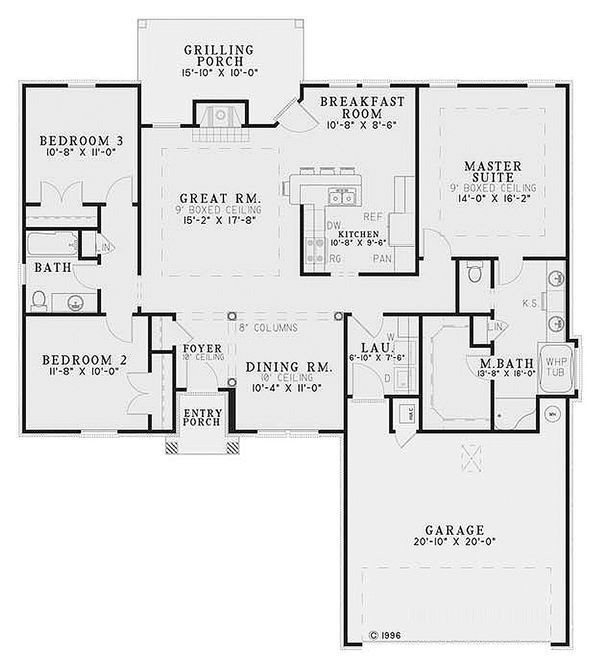 GRILLING
PORCH
15'-10" X 10'-0"
BREAKFAST
ROOM
10'-8" X 8'-6"
BEDROOM 3
10'-8" X 11'-0"
MASTER
SUITE
9' BOXED CEILING
14'-0" X 16'-2"
GREAT RM.
9' BOXED CEILING
15'-2" X 17'-8"
DW
REF
KITCHEN
10'-8" X 9'-6"
RG
PAN
LIN
BATH
K.S.
8" COLUMNS
FOYER
10' CEILING
LIN
BEDROOM 2
11'-8" X 10'-0"
DINING RM.
10' CEILING
10'-4" X 11'-0"
LAU.
6'-10" X 7'-6"
W
D
M.BATH
13'-8" X 16'-0"
WHP
TUB
ENTRY
PORCH
GARAGE
20'-10" X 20'-0"
© 1996